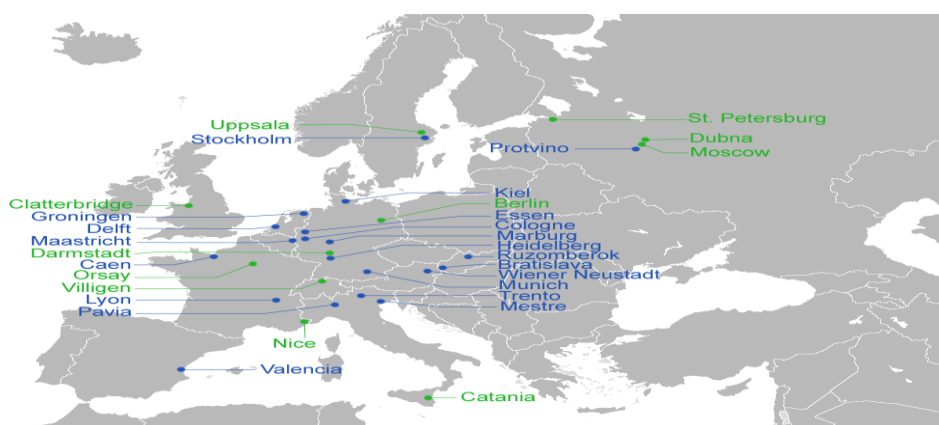 Uppsala
Stockholm
St. Petersburg
Dubna
Protvino
Moscow
Clatterbridge
Groningen
Delft
Maastricht
Darmstadt
Caen
Orsay
Villigen
Lyon
Pavia
Kiel
Berlin
Essen
Cologne
Marburg
Heidelberg
Ruzomberok
Bratislava
Wiener Neustadt
Munich
Trento
Mestre
Nice
Valencia
Catania